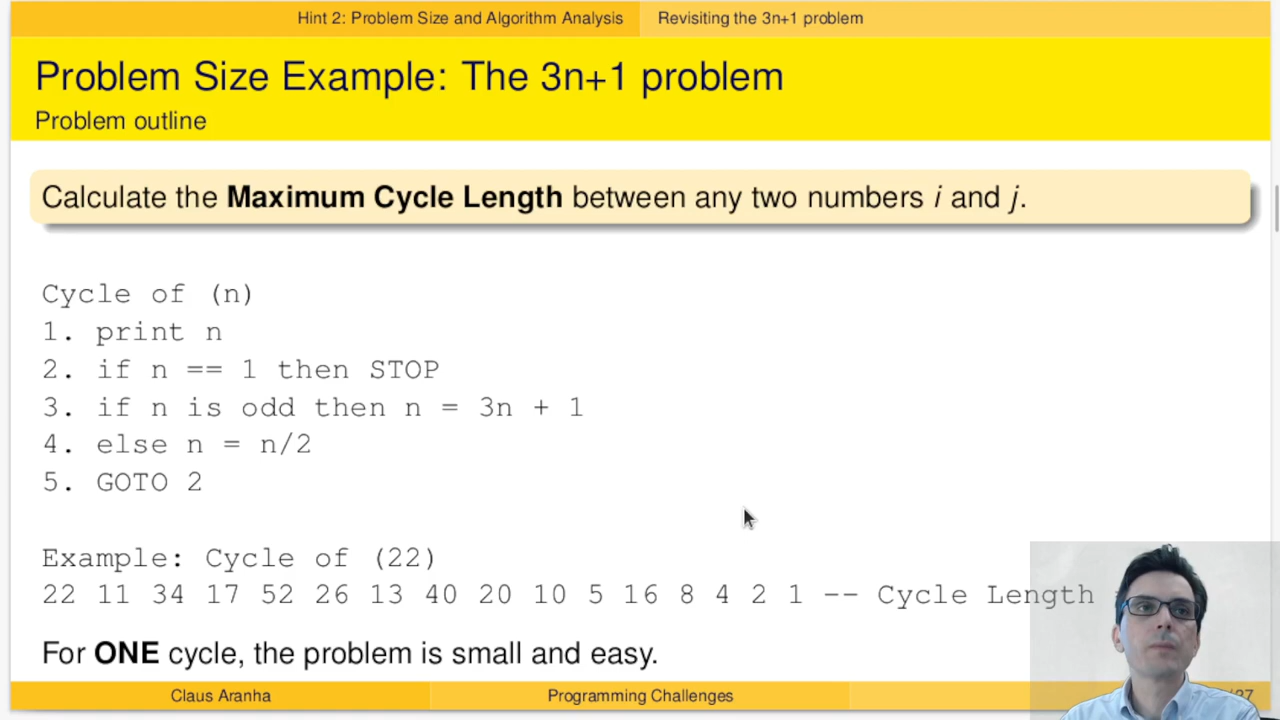 Hint 2: Problem Size and Algorithm Analysis Revisiting the 3n+1 problem
Problem Size Example: The 3n+1 problem
Problem outline
Calculate the Maximum Cycle Length between any two numbers i and j.
Cycle of (n)
1. print n
2. if n == 1 then STOP
3. if n is odd then n = 3n + 1
4. else n = n/2
5. GOTO 2
Example: Cycle of (22)
22 11 34 17 52 26 13 40 20 10 5 16 8 4 2 1 -- Cycle Length
For ONE cycle, the problem is small and easy.
Claus Aranha Programming Challenges